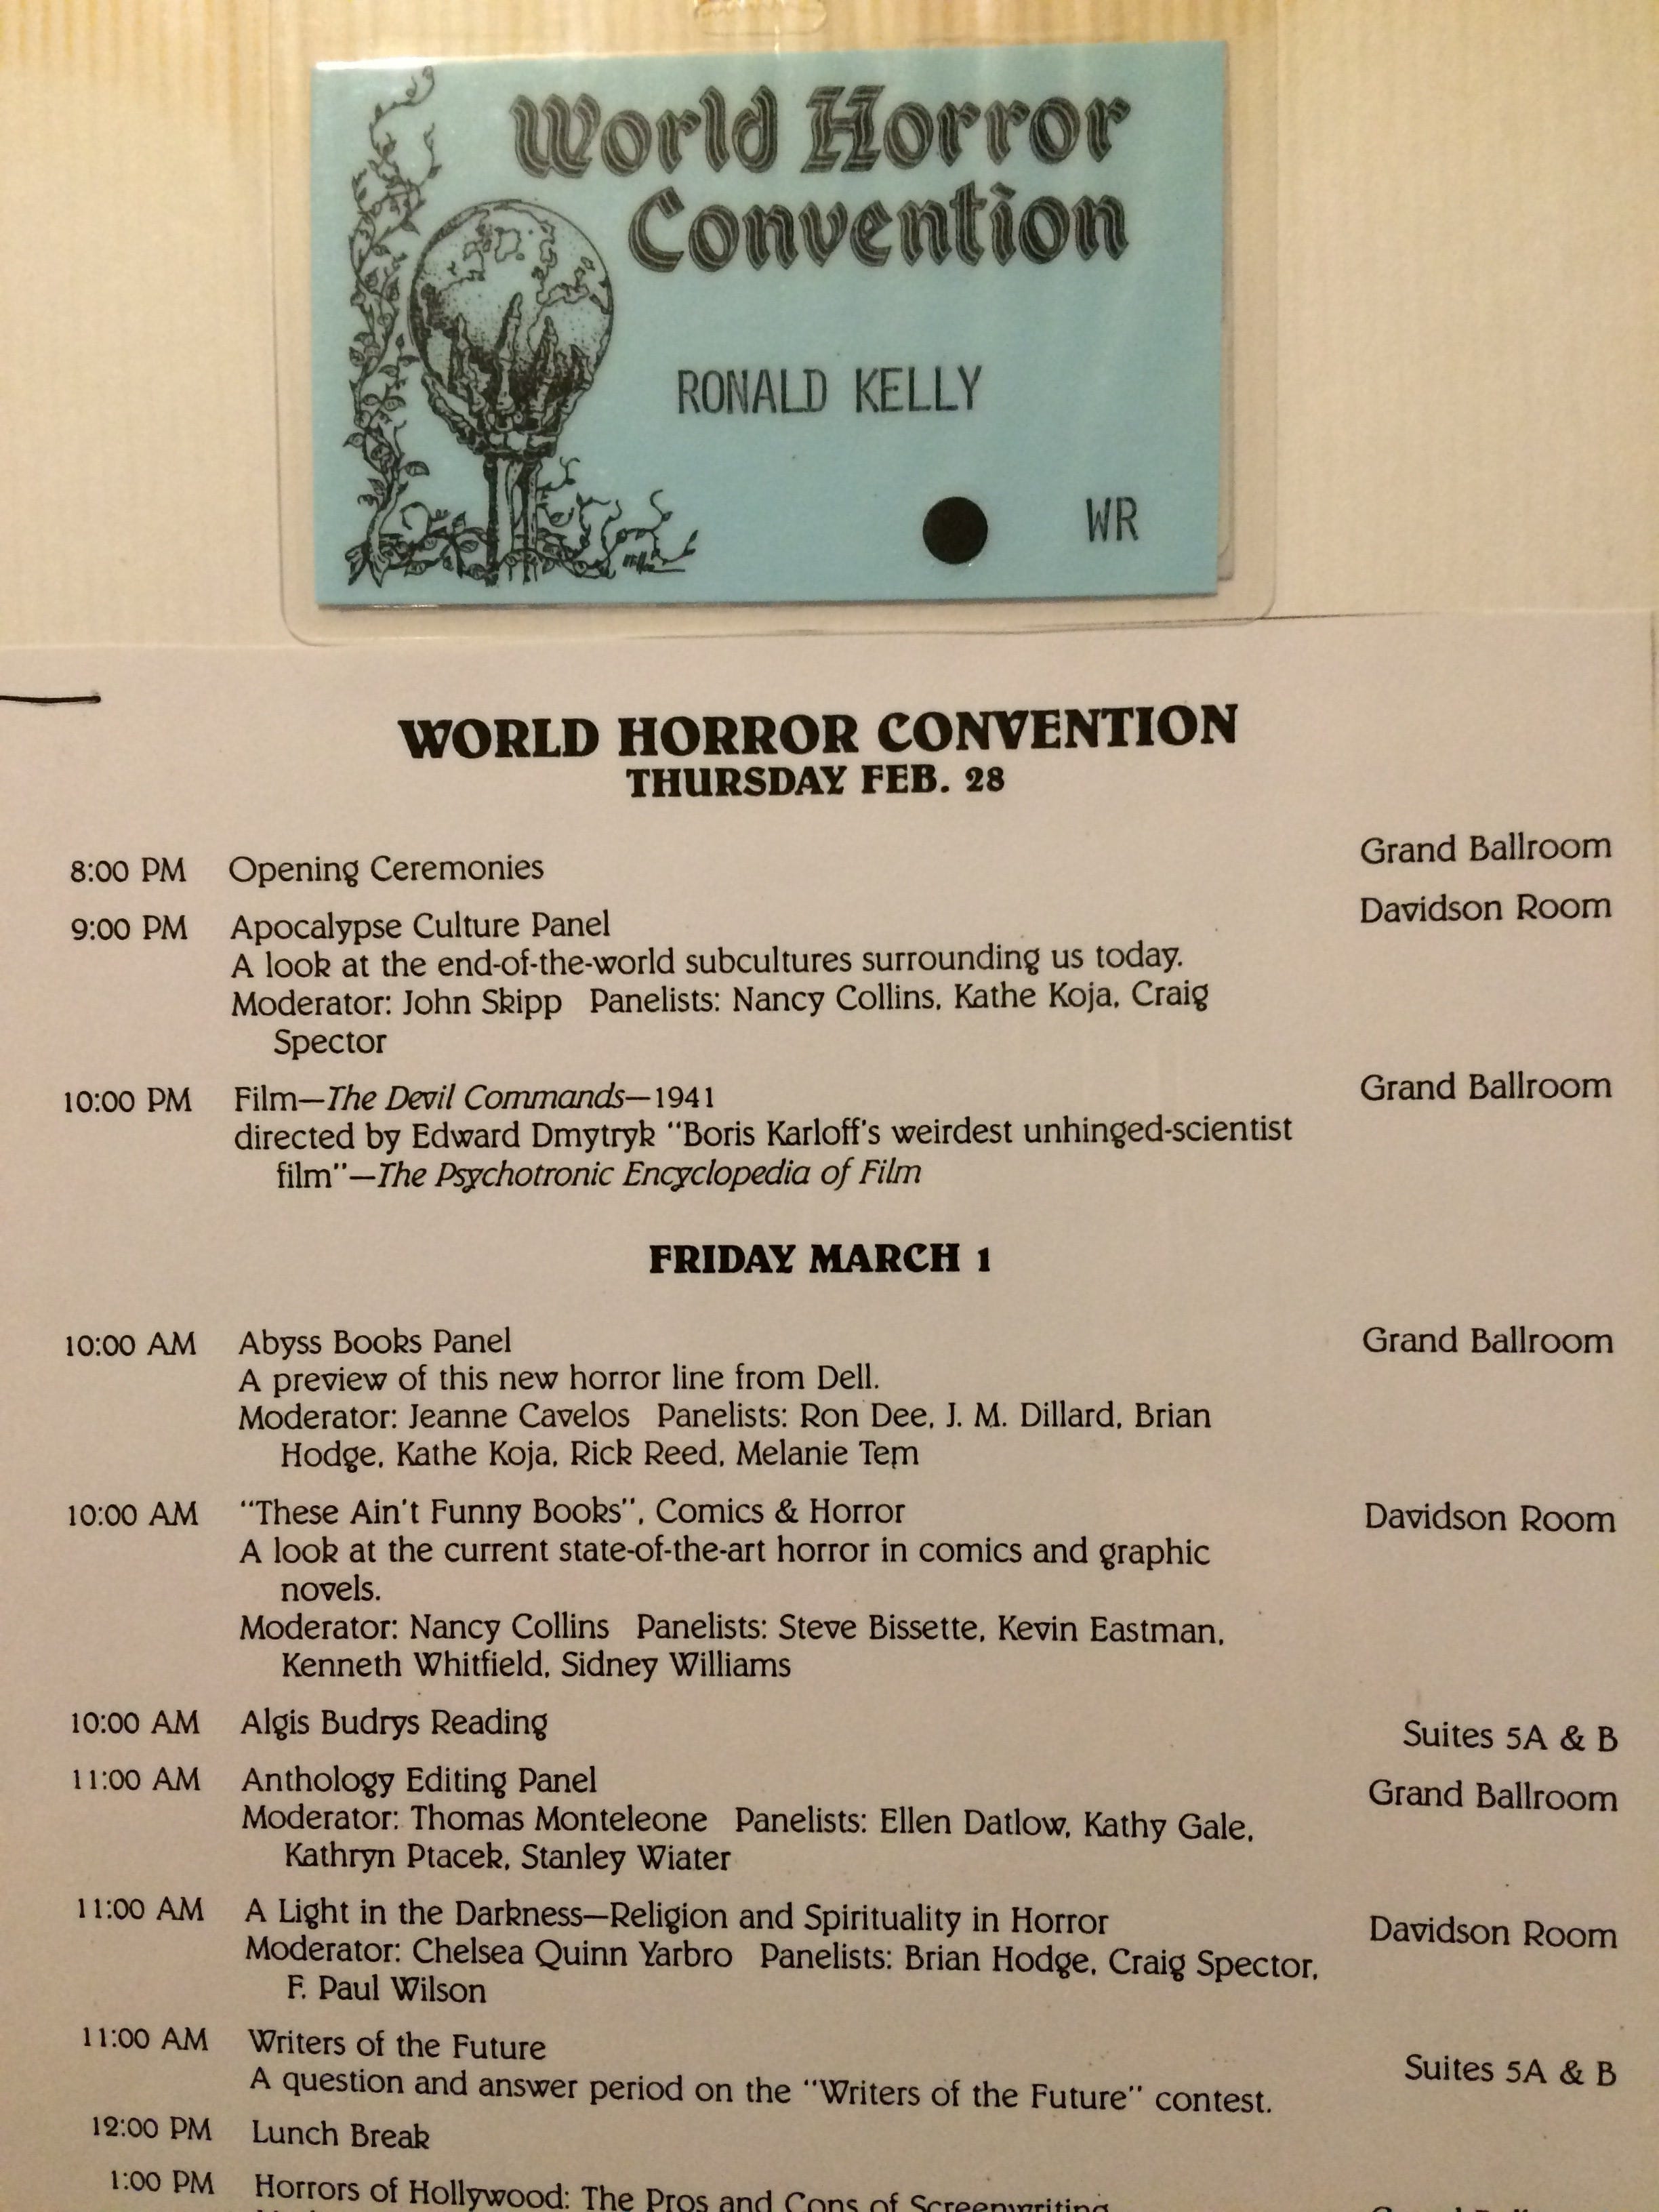 World Horror
Convention
RONALD KELLY
WR
WORLD HORROR CONVENTION
THURSDAY FEB. 28
8:00 PM Opening Ceremonies Grand Ballroom
9:00 PM Apocalypse Culture Panel Davidson Room
A look at the end-of-the-world subcultures surrounding us today.
Moderator: John Skipp Panelists: Nancy Collins, Kathe Koja, Craig
Spector
10:00 PM Film—The Devil Commands—1941 Grand Ballroom
directed by Edward Dmytryk "Boris Karloff's weirdest unhinged-scientist
film"—The Psychotronic Encyclopedia of Film
FRIDAY MARCH 1
10:00 AM Abyss Books Panel Grand Ballroom
A preview of this new horror line from Dell.
Moderator: Jeanne Cavelos Panelists: Ron Dee, J. M. Dillard, Brian
Hodge, Kathe Koja, Rick Reed, Melanie Tem
10:00 AM "These Ain't Funny Books", Comics & Horror Davidson Room
A look at the current state-of-the-art horror in comics and graphic
novels.
Moderator: Nancy Collins Panelists: Steve Bissette, Kevin Eastman,
Kenneth Whitfield, Sidney Williams
10:00 AM Algis Budrys Reading Suites 5A & B
11:00 AM Anthology Editing Panel Grand Ballroom
Moderator: Thomas Monteleone Panelists: Ellen Datlow, Kathy Gale,
Kathryn Ptacek, Stanley Wiater
11:00 AM A Light in the Darkness—Religion and Spirituality in Horror Davidson Room
Moderator: Chelsea Quinn Yarbro Panelists: Brian Hodge, Craig Spector,
F. Paul Wilson
11:00 AM Writers of the Future Suites 5A & B
A question and answer period on the "Writers of the Future" contest.
12:00 PM Lunch Break
1:00 PM Horrors of Hollywood: The Pros and Cons of Screenwriting